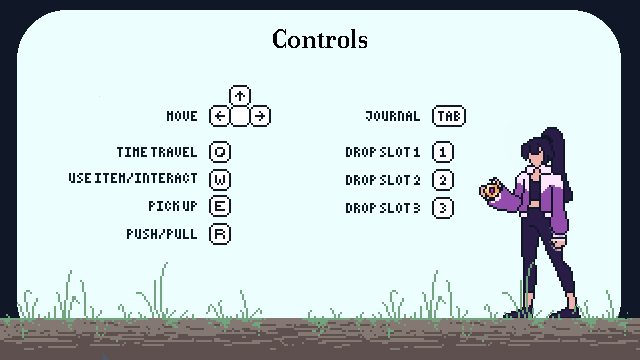 Controls
↑
MOVE ← →
TIME TRAVEL Q
USE ITEM/INTERACT W
PICK UP E
PUSH/PULL R
JOURNAL TAB
DROP SLOT 1 1
DROP SLOT 2 2
DROP SLOT 3 3